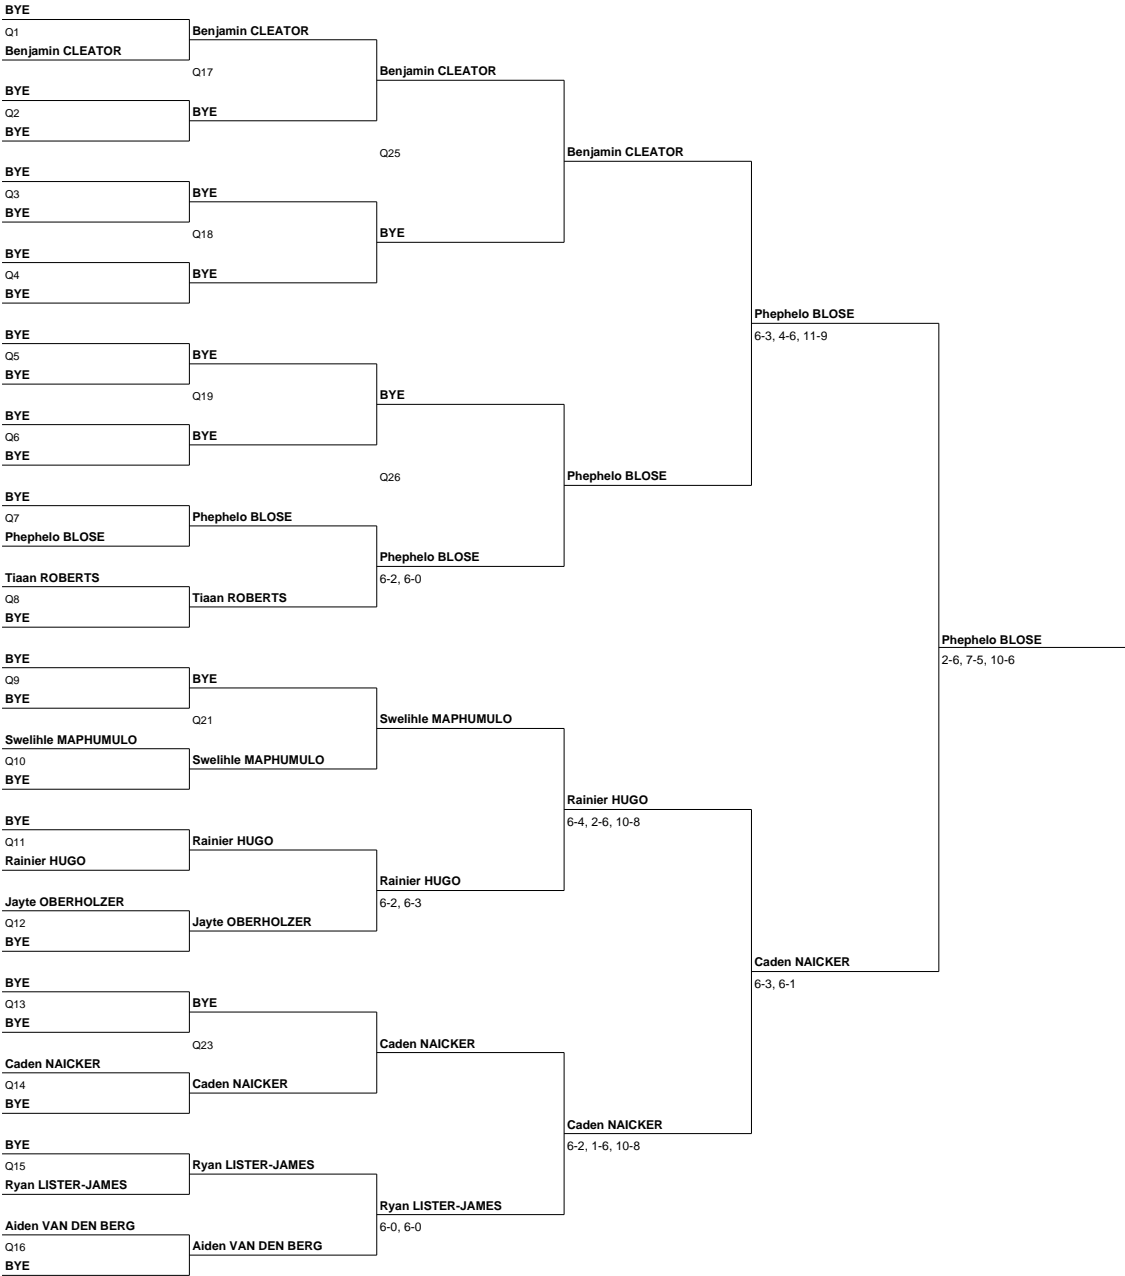 BYE
Q1
Benjamin CLEATOR
BYE
Q2
BYE
BYE
Q3
BYE
BYE
Q4
BYE
BYE
Q5
BYE
BYE
Q6
BYE
BYE
Q7
Phephelo BLOSE
Tiaan ROBERTS
Q8
BYE
BYE
Q9
BYE
Swelihle MAPHUMULO
Q10
BYE
BYE
Q11
Rainier HUGO
Jayte OBERHOLZER
Q12
BYE
BYE
Q13
BYE
Caden NAICKER
Q14
BYE
BYE
Q15
Ryan LISTER-JAMES
Aiden VAN DEN BERG
Q16
BYE
Benjamin CLEATOR
Q17
BYE
BYE
Q18
BYE
BYE
Q19
BYE
Phephelo BLOSE
Tiaan ROBERTS
BYE
Q21
Swelihle MAPHUMULO
Rainier HUGO
Jayte OBERHOLZER
BYE
Q23
Caden NAICKER
Ryan LISTER-JAMES
Aiden VAN DEN BERG
Benjamin CLEATOR
Q25
BYE
BYE
Q26
Phephelo BLOSE
6-2, 6-0
Swelihle MAPHUMULO
Rainier HUGO
6-2, 6-3
Caden NAICKER
Ryan LISTER-JAMES
6-0, 6-0
Benjamin CLEATOR
Phephelo BLOSE
Rainier HUGO
6-4, 2-6, 10-8
Caden NAICKER
6-2, 1-6, 10-8
Phephelo BLOSE
6-3, 4-6, 11-9
Caden NAICKER
6-3, 6-1
Phephelo BLOSE
2-6, 7-5, 10-6